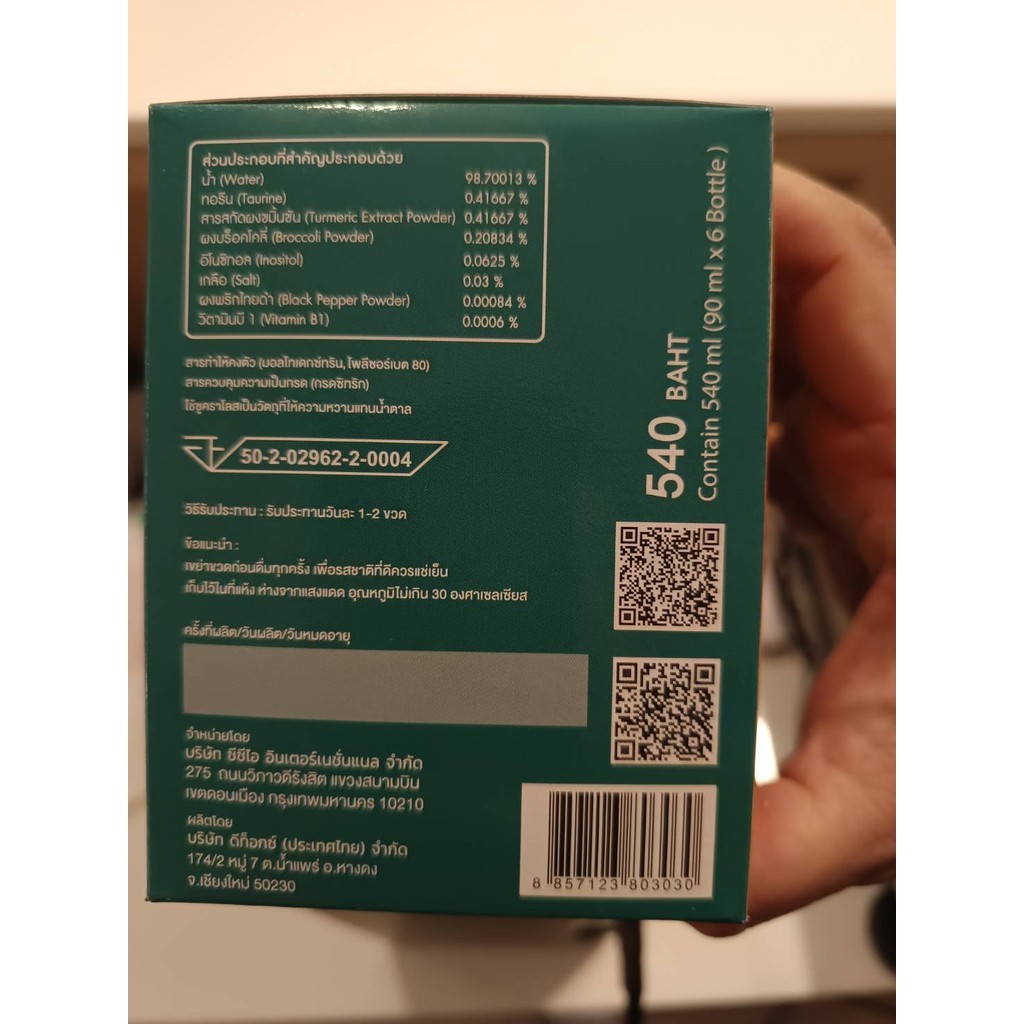 ส่วนประกอบที่สำคัญประกอบด้วย
น้ำ (Water) 98.70013 %
ทอรีน (Taurine) 0.41667 %
สารสกัดผงขมิ้นชัน (Turmeric Extract Powder) 0.41667 %
ผงบร็อคโคลี่ (Broccoli Powder) 0.20834 %
อีโนซิทอล (Inositol) 0.0625 %
เกลือ (Salt) 0.03 %
ผงพริกไทยดำ (Black Pepper Powder) 0.00084 %
วิตามินบี 1 (Vitamin B1) 0.0006 %
สารทำให้คงตัว (มอลโทเดกซ์ทริน, โพลีซอร์เบต 80)
สารควบคุมความเป็นกรด (กรดซิทริก)
ใช้ซูคราโลสเป็นวัตถุที่ให้ความหวานแทนน้ำตาล
50-2-02962-2-0004
วิธีรับประทาน : รับประทานวันละ 1-2 ขวด
ข้อแนะนำ :
เขย่าขวดก่อนดื่มทุกครั้ง เพื่อรสชาติที่ดีควรแช่เย็น
เก็บไว้ในที่แห้ง ห่างจากแสงแดด อุณหภูมิไม่เกิน 30 องศาเซลเซียส
ครั้งที่ผลิต/วันผลิต/วันหมดอายุ
จำหน่ายโดย
บริษัท ซีซีไอ อินเตอร์เนชั่นแนล จำกัด
275 ถนนวิภาวดีรังสิต แขวงสนามบิน
เขตดอนเมือง กรุงเทพมหานคร 10210
ผลิตโดย
บริษัท ดีท็อกซ์ (ประเทศไทย) จำกัด
174/2 หมู่ 7 ต.น้ำแพร่ อ.หางดง
จ.เชียงใหม่ 50230
540 BAHT
Contain 540 ml (90 ml x 6 Bottle )
8 857123 803030